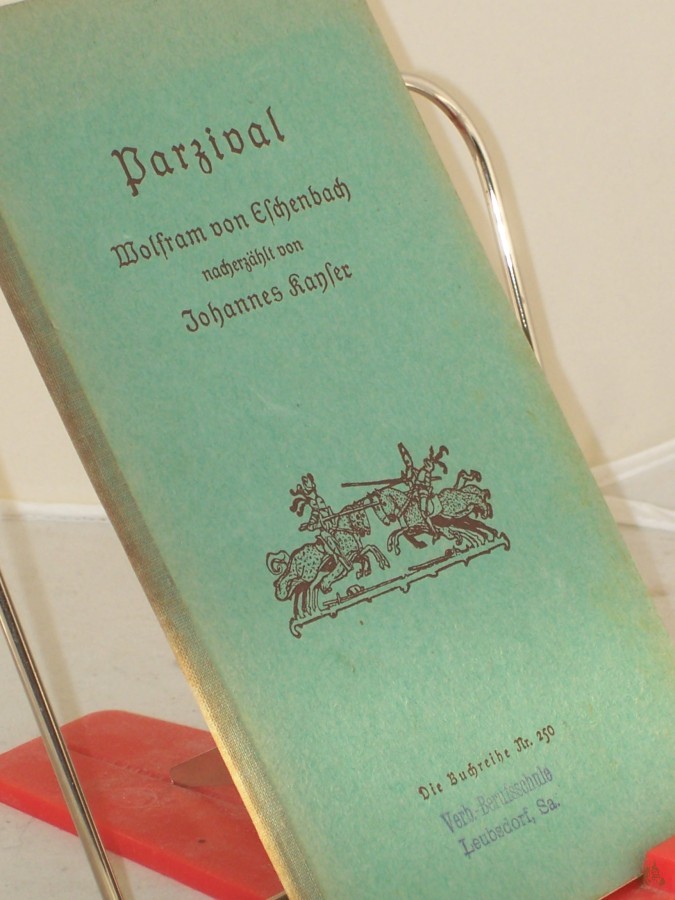 Parzival
Wolfram von Eſchenbach
nacherzählt von
Johannes Kayſer
Die Buchreihe Nr. 250
Verb.-Berufsschule
Leubsdorf, Sa.